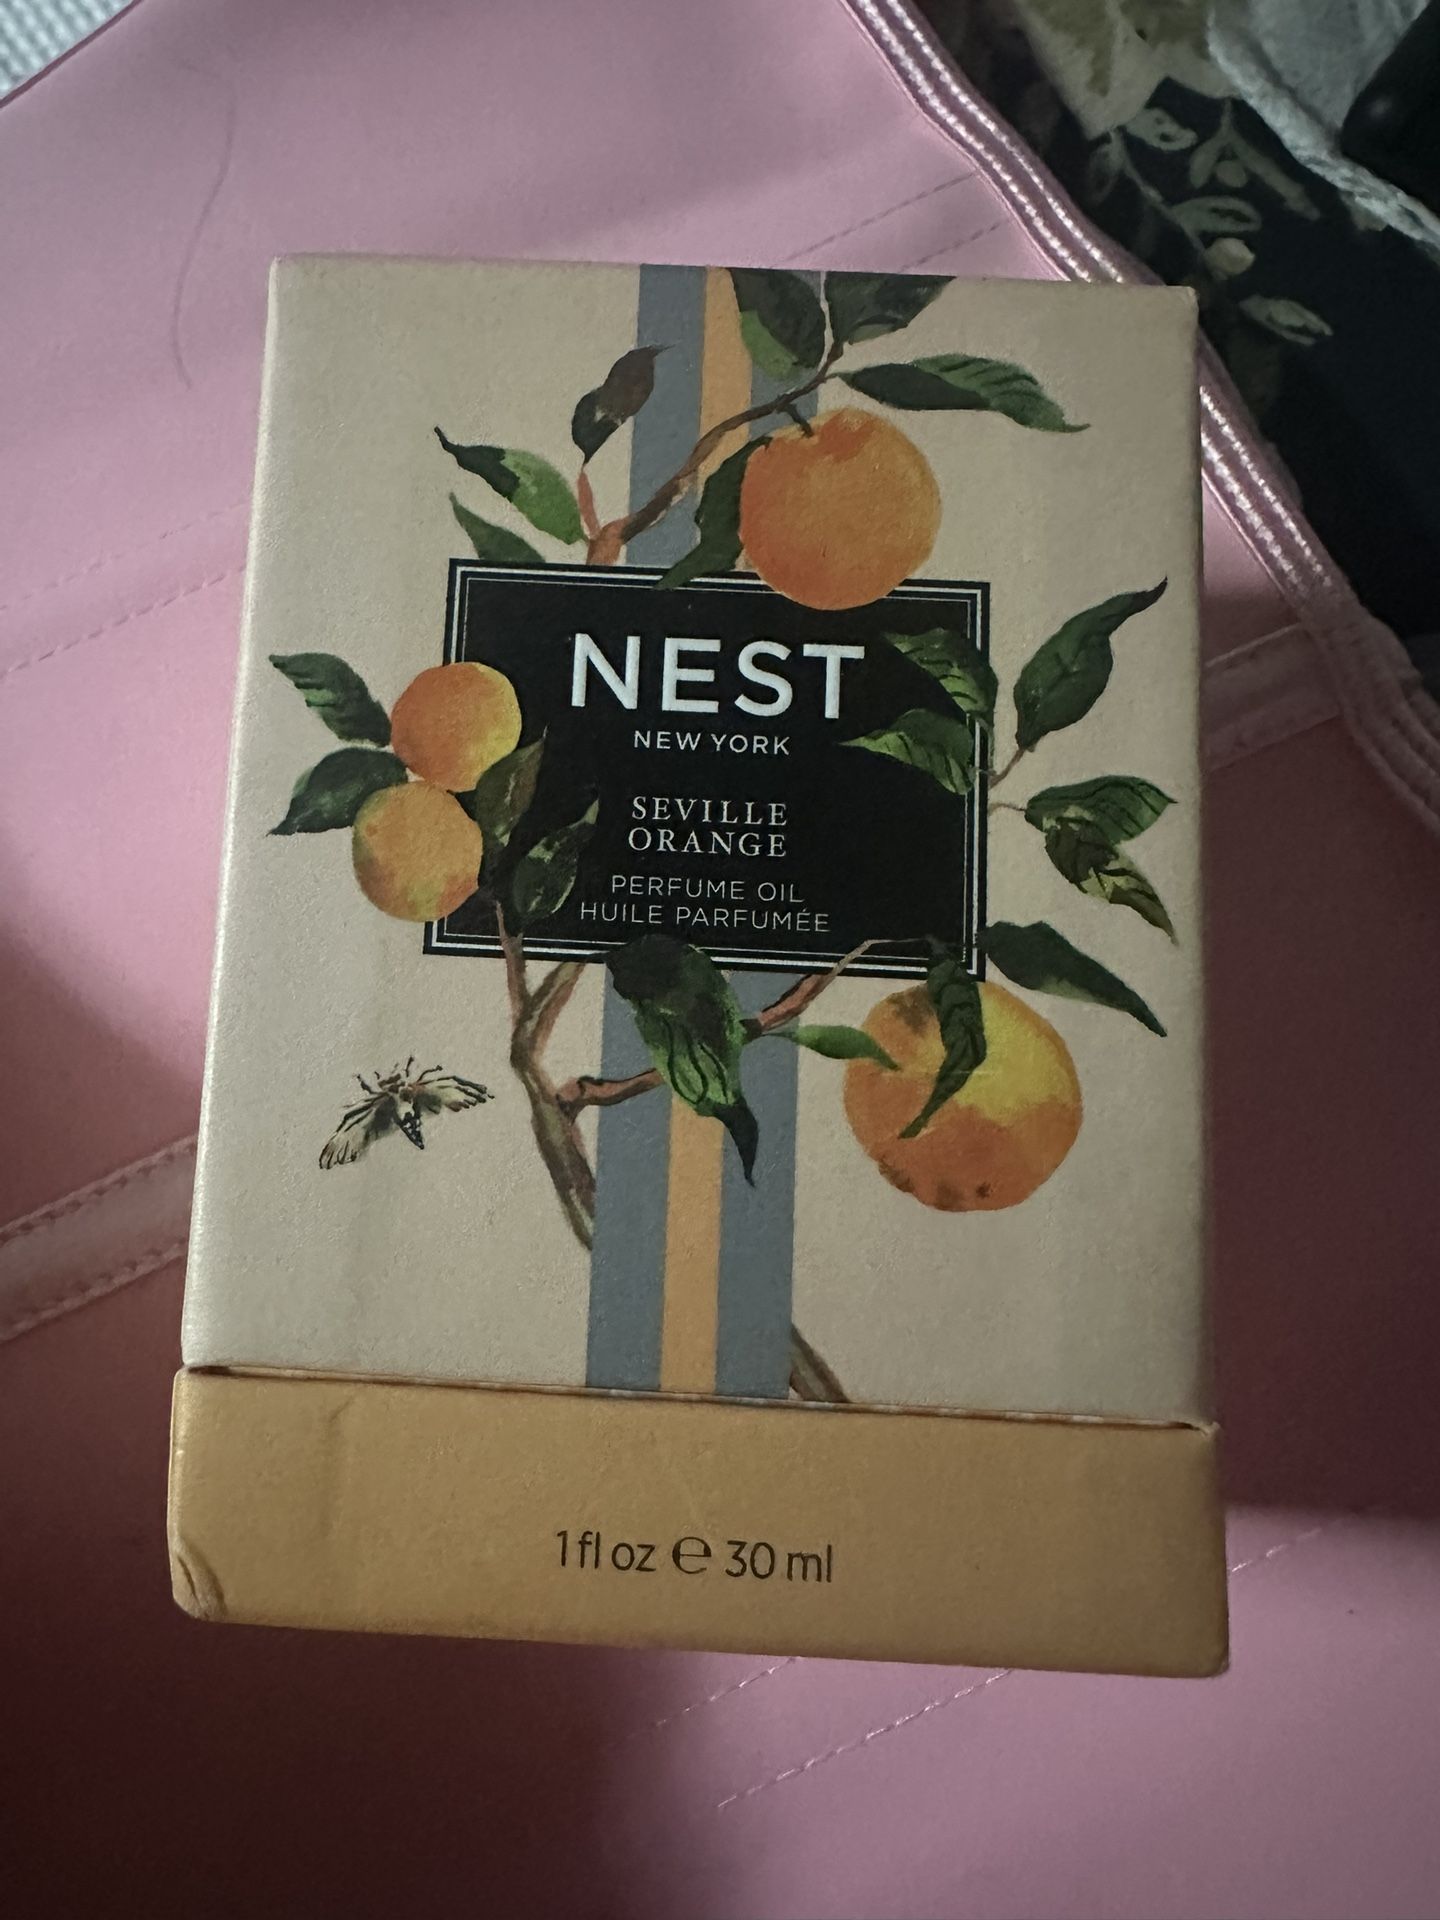 NEST
NEW YORK
SEVILLE
ORANGE
PERFUME OIL
HUILE PARFUMÉE
1 fl oz ℮ 30 ml